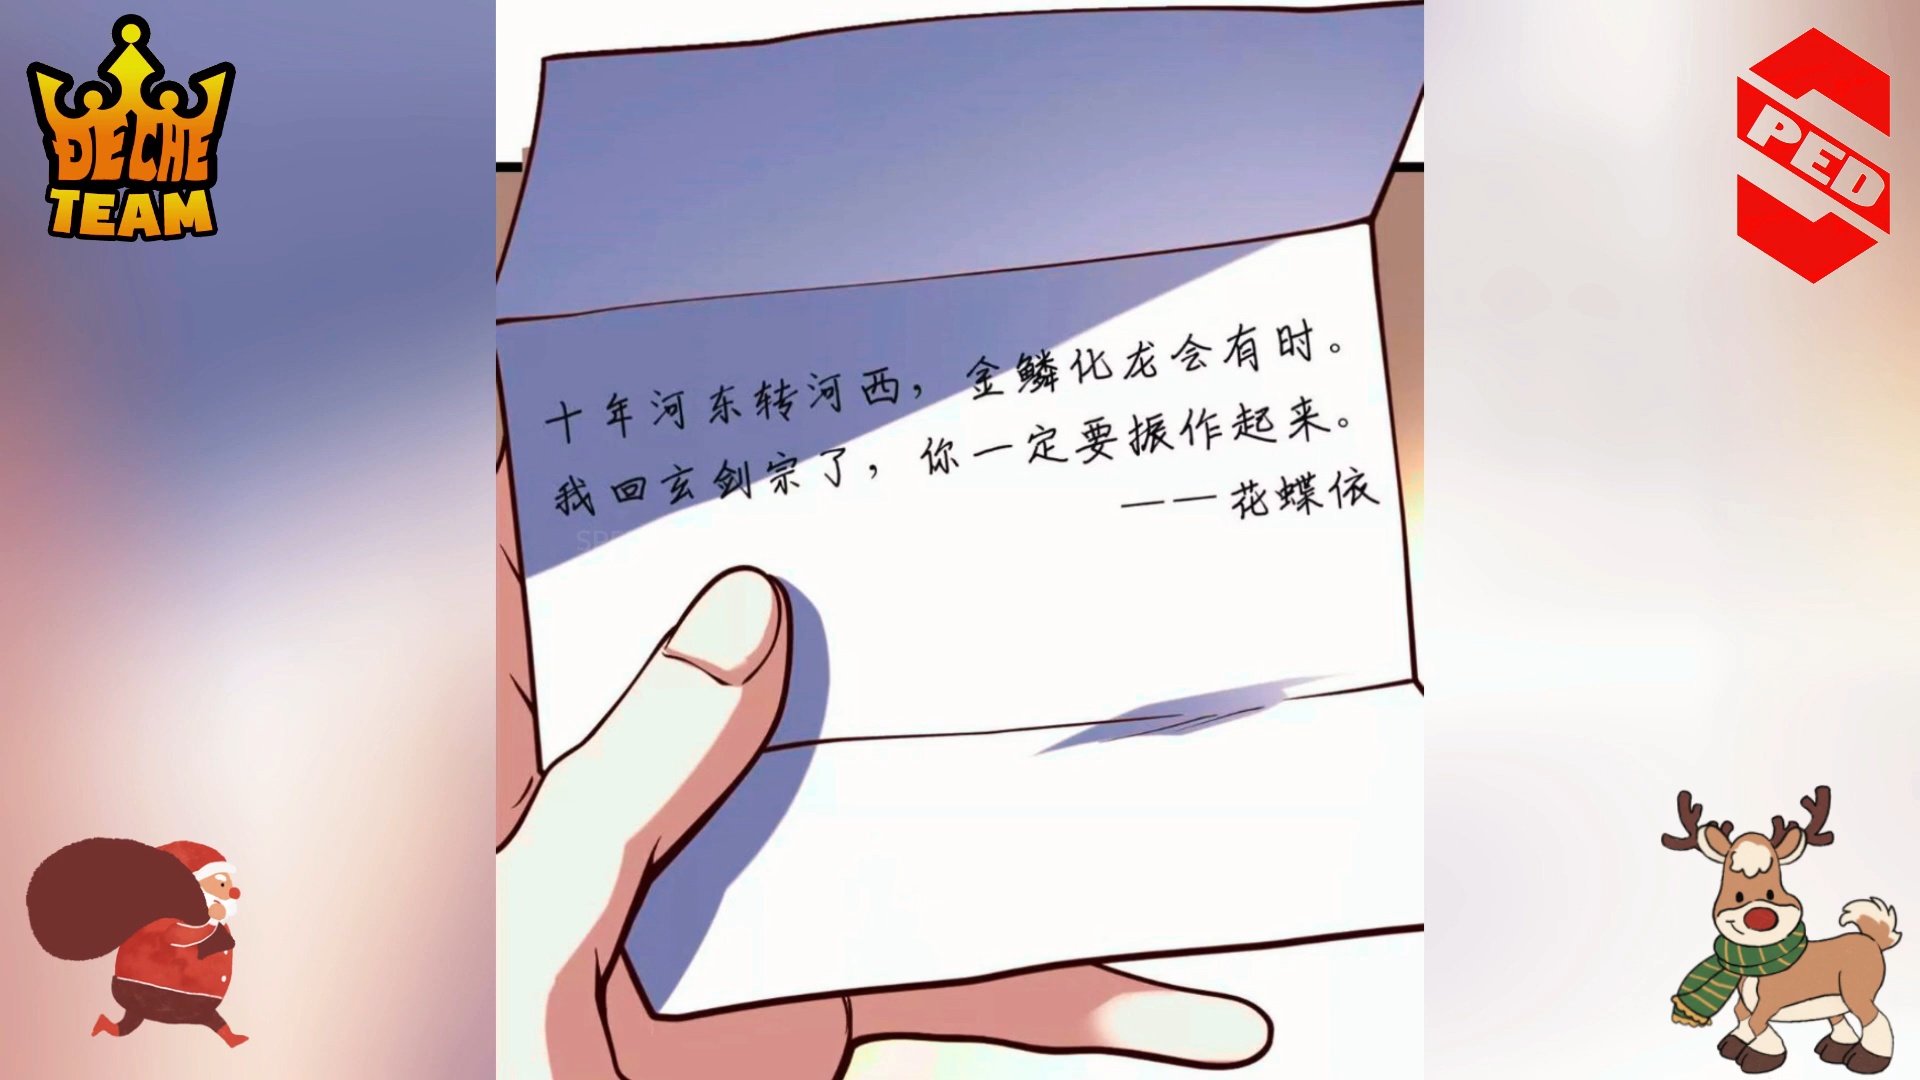 ĐECHE
TEAM
PED
十年河东转河西，金鳞化龙会有时。
我回玄剑宗了，你一定要振作起来。
——花蝶依